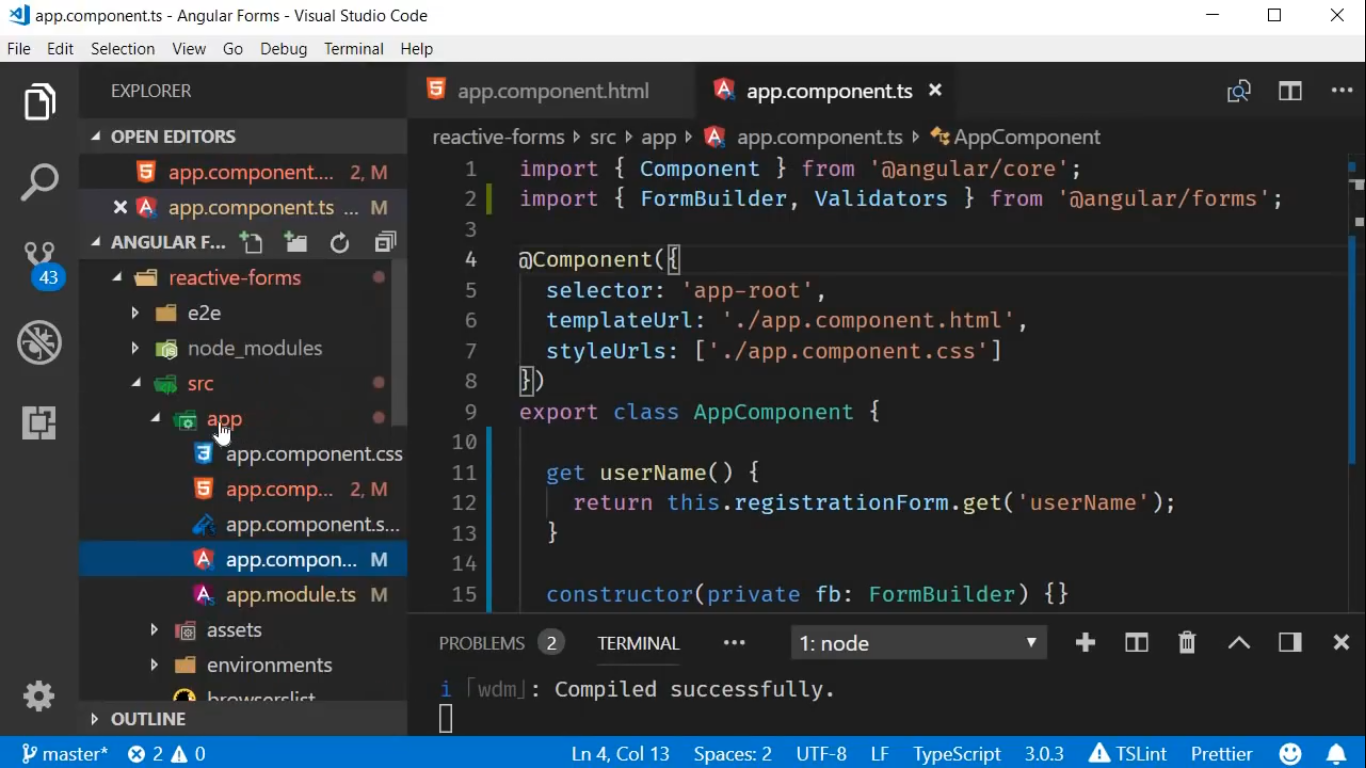 app.component.ts - Angular Forms - Visual Studio Code
File Edit Selection View Go Debug Terminal Help
EXPLORER
OPEN EDITORS
app.component.... 2, M
app.component.ts ... M
ANGULAR F...
43
reactive-forms
e2e
node_modules
src
app
app.component.css
app.comp... 2, M
app.component.s...
app.compon... M
app.module.ts M
assets
environments
browserslist
OUTLINE
app.component.html
app.component.ts
reactive-forms src app app.component.ts AppComponent
1 import { Component } from '@angular/core';
2 import { FormBuilder, Validators } from '@angular/forms';
3
4 @Component({
5 selector: 'app-root',
6 templateUrl: './app.component.html',
7 styleUrls: ['./app.component.css']
8 })
9 export class AppComponent {
10
11 get userName() {
12 return this.registrationForm.get('userName');
13 }
14
15 constructor(private fb: FormBuilder) {}
PROBLEMS 2 TERMINAL ... 1: node
i ｢wdm｣: Compiled successfully.
master* 2 0 Ln 4, Col 13 Spaces: 2 UTF-8 LF TypeScript 3.0.3 TSLint Prettier